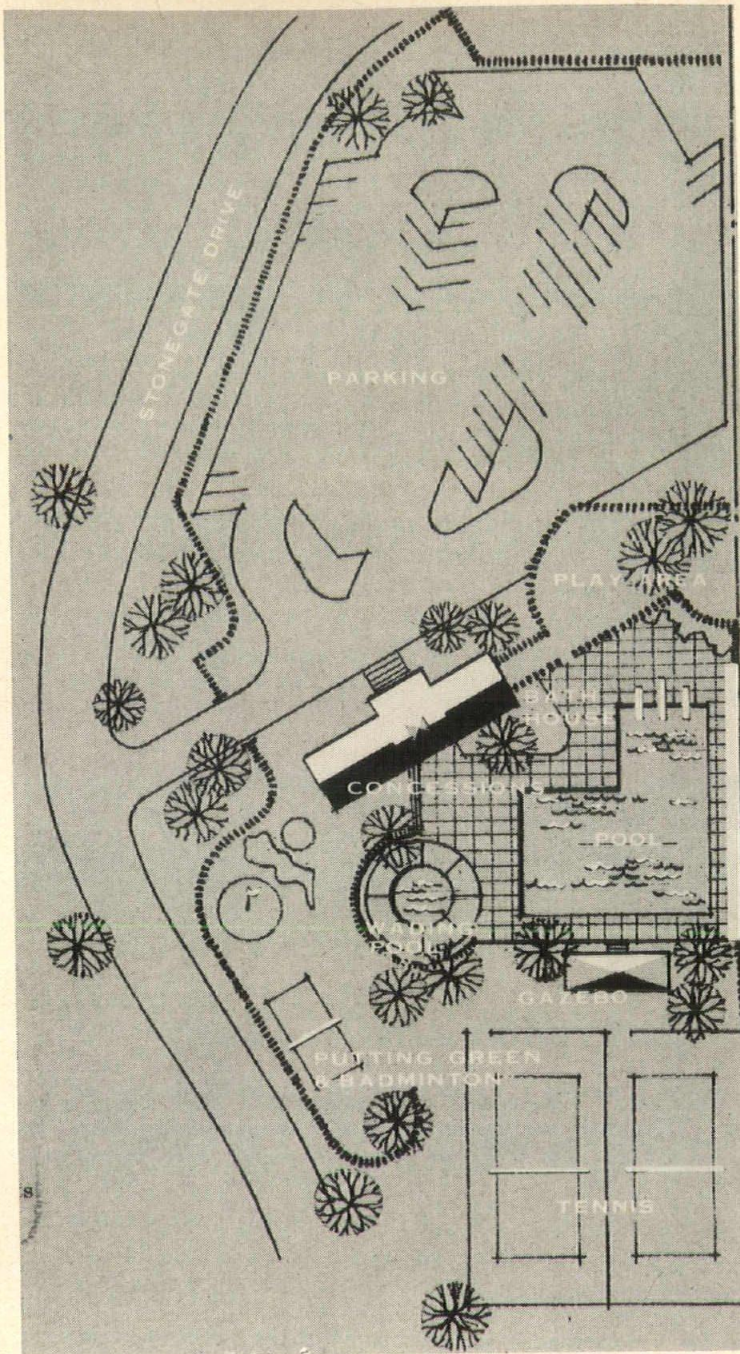 STONEGATE DRIVE
PARKING
PLAY AREA
BATH
HOUSE
CONCESSIONS
POOL
WADING
POOL
GAZEBO
PUTTING GREEN
& BADMINTON
TENNIS
s